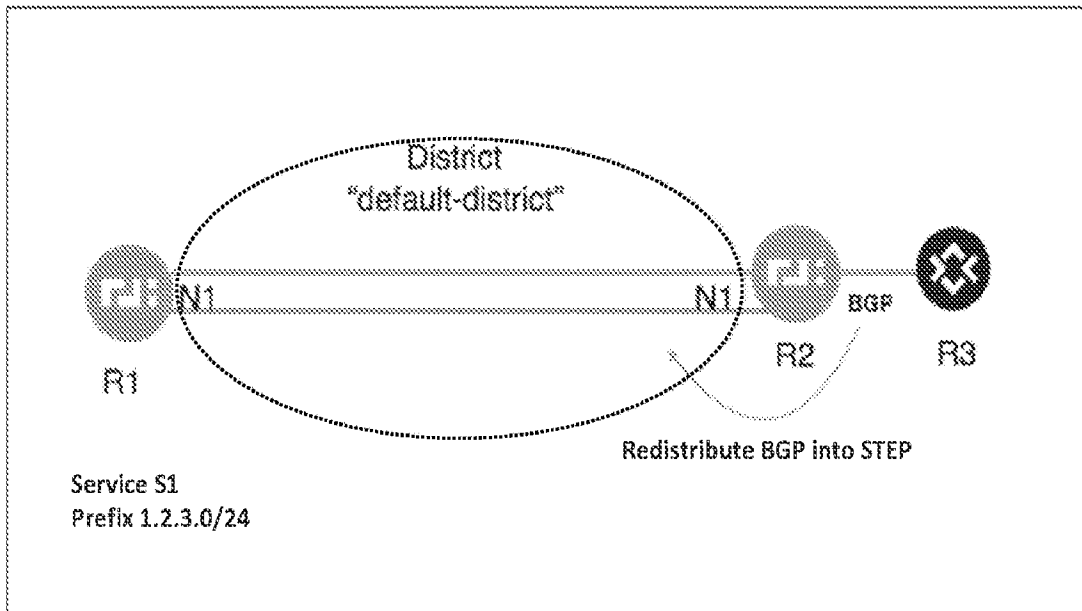 District
"default-district"
N1
N1
BGP
R1
R2
R3
Redistribute BGP into STEP
Service S1
Prefix 1.2.3.0/24